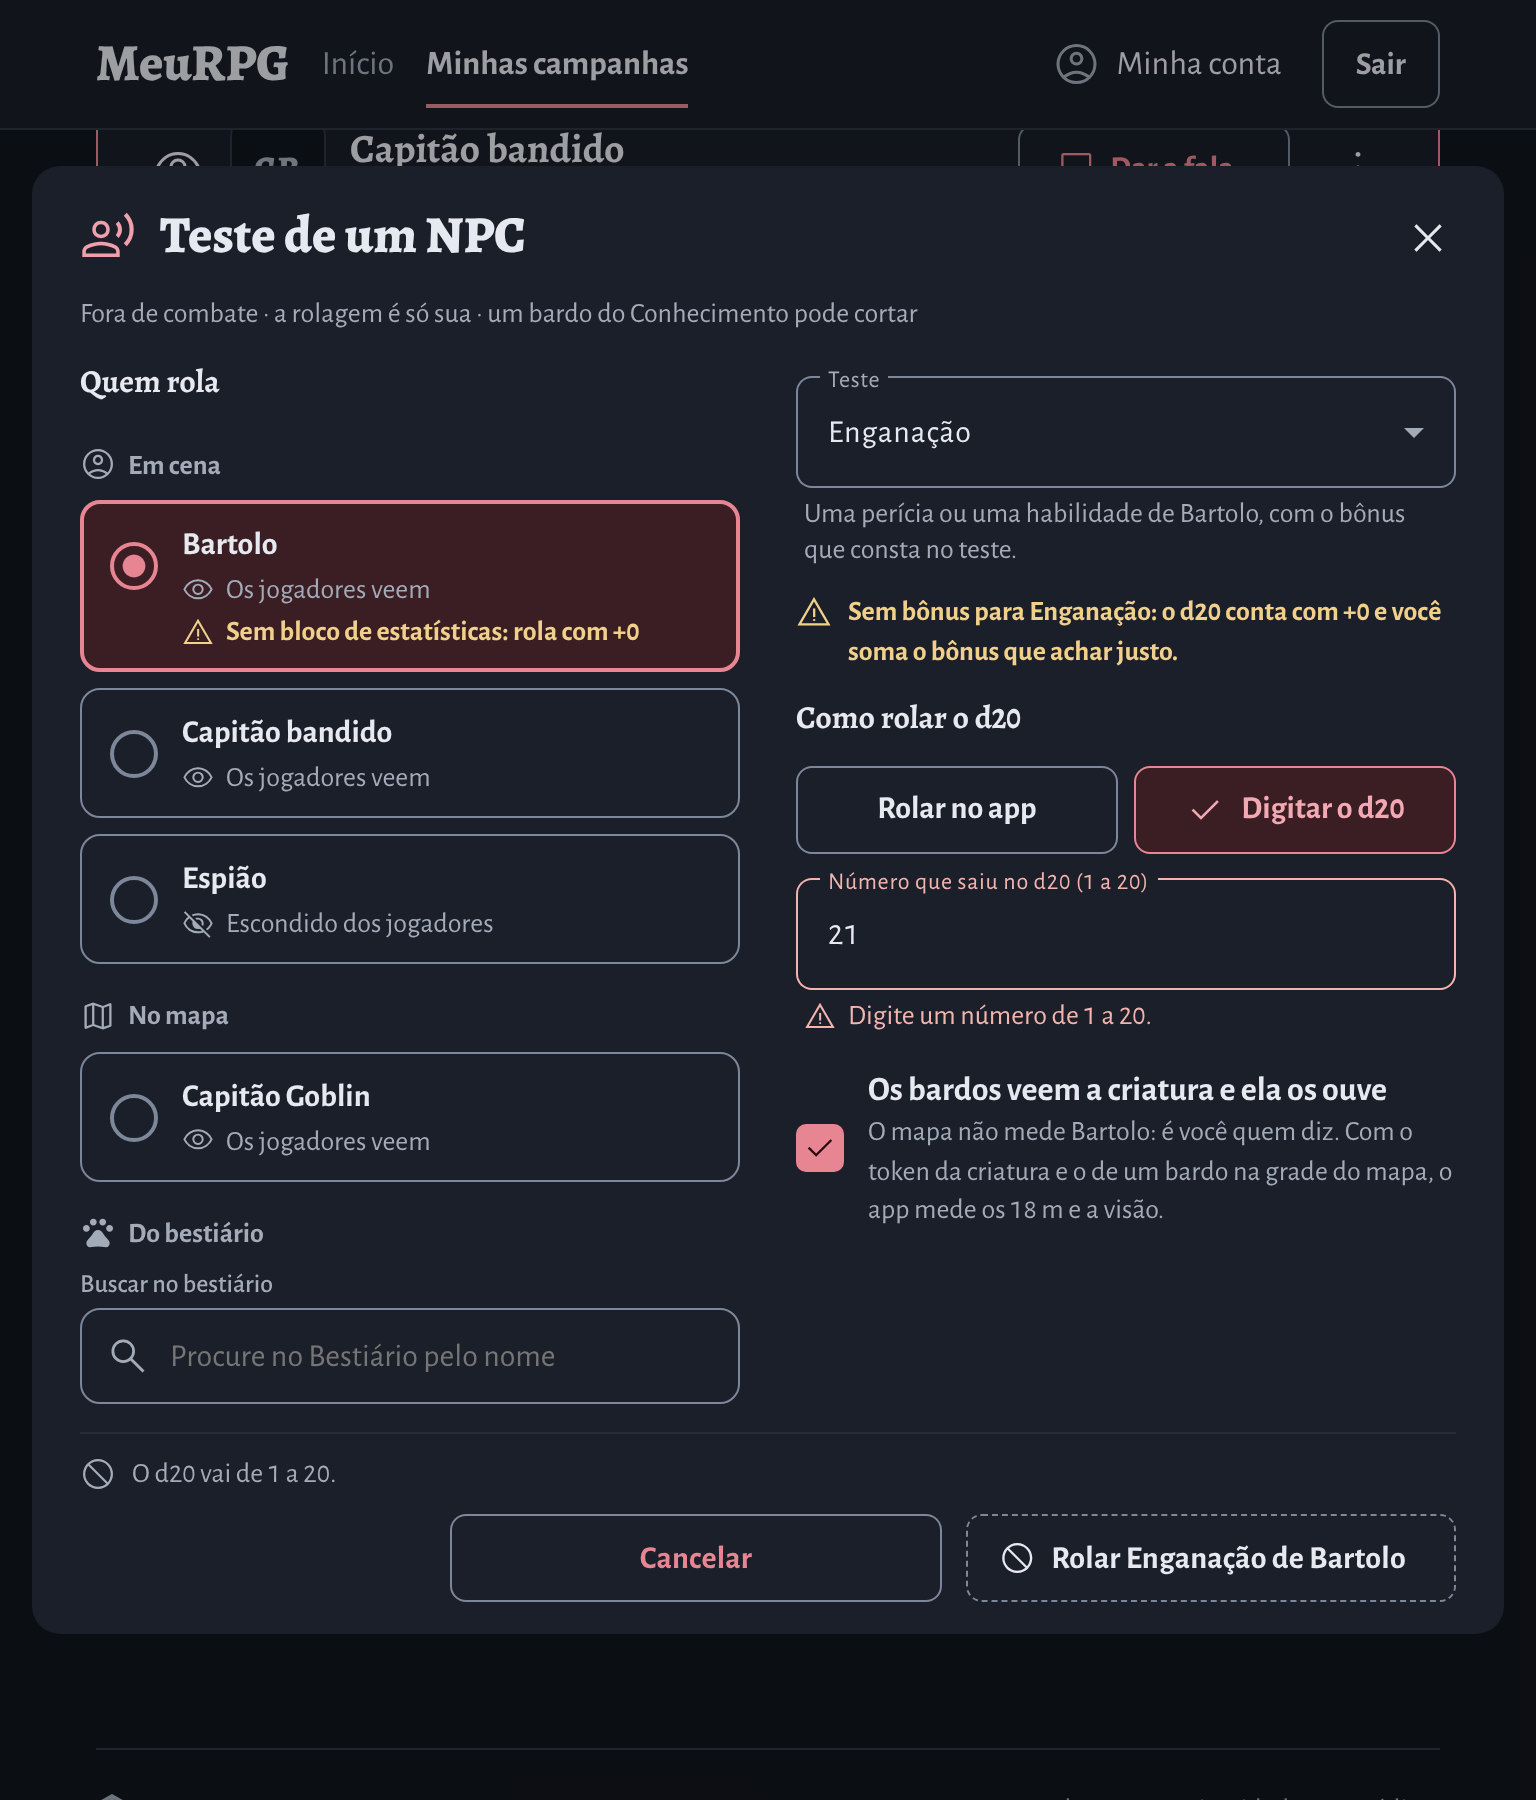 MeuRPG
Início
Minhas campanhas
Minha conta
Sair
Capitão bandido
Teste de um NPC
Fora de combate · a rolagem é só sua · um bardo do Conhecimento pode cortar
Quem rola
Em cena
Bartolo
Os jogadores veem
Sem bloco de estatísticas: rola com +0
Capitão bandido
Os jogadores veem
Espião
Escondido dos jogadores
No mapa
Capitão Goblin
Os jogadores veem
Do bestiário
Buscar no bestiário
Procure no Bestiário pelo nome
Teste
Enganação
Uma perícia ou uma habilidade de Bartolo, com o bônus
que consta no teste.
Sem bônus para Enganação: o d20 conta com +0 e você
soma o bônus que achar justo.
Como rolar o d20
Rolar no app
Digitar o d20
Número que saiu no d20 (1 a 20)
21
Digite um número de 1 a 20.
Os bardos veem a criatura e ela os ouve
O mapa não mede Bartolo: é você quem diz. Com o
token da criatura e o de um bardo na grade do mapa, o
app mede os 18 m e a visão.
O d20 vai de 1 a 20.
Cancelar
Rolar Enganação de Bartolo